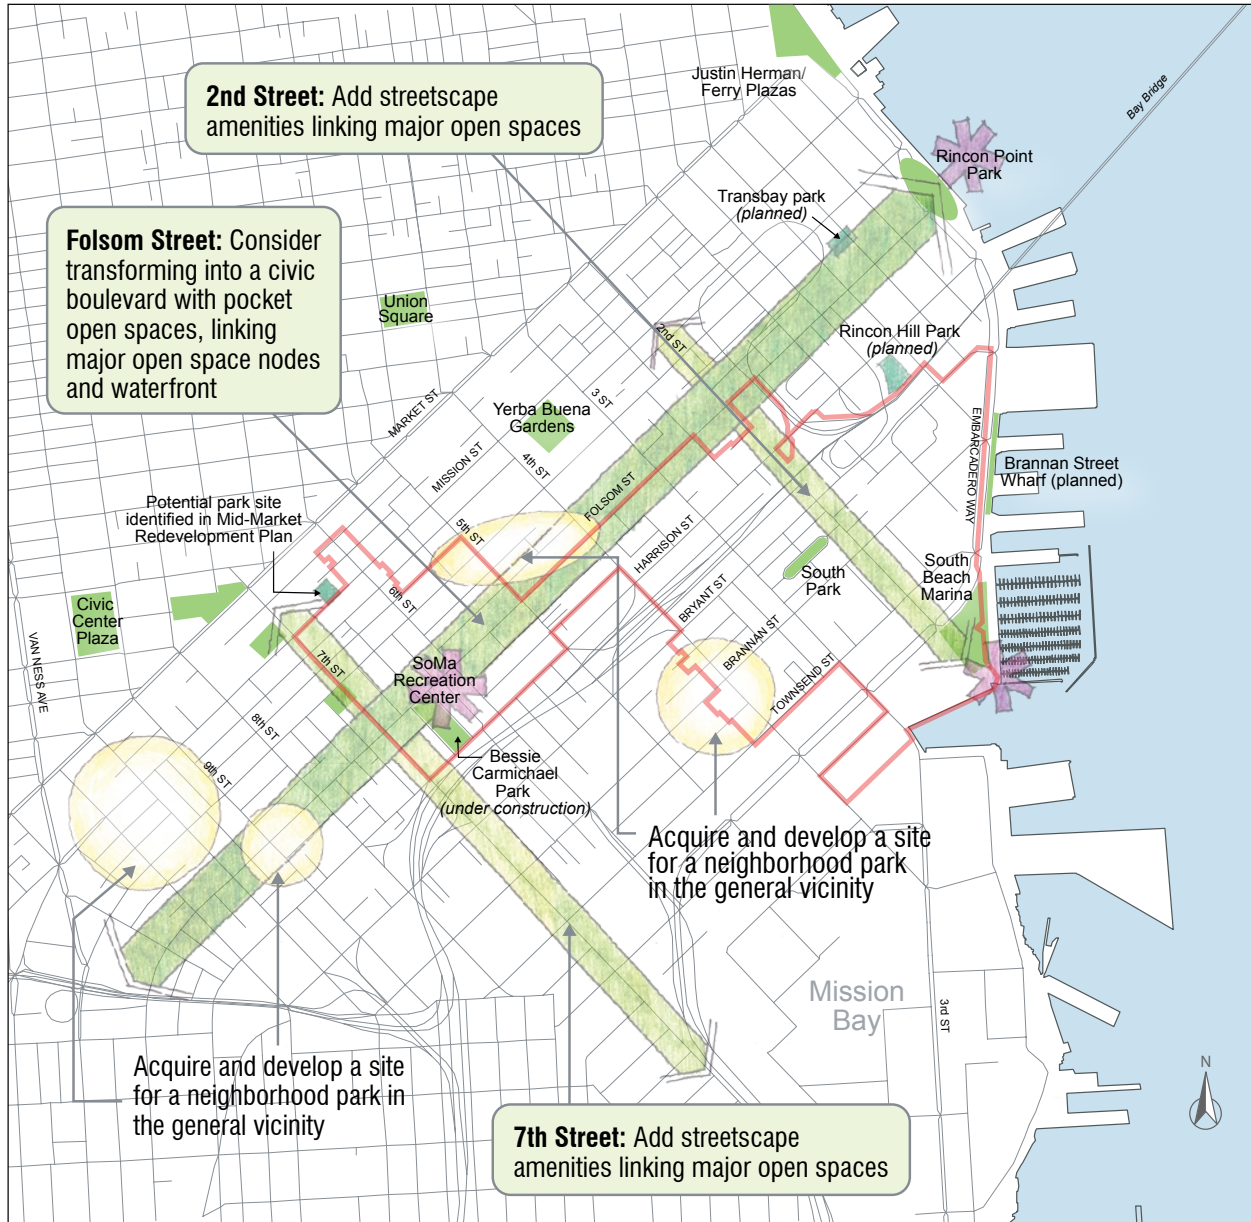 Justin Herman/
Ferry Plazas
Bay Bridge
2nd Street: Add streetscape
amenities linking major open spaces
Rincon Point
Park
Transbay park
(planned)
Folsom Street: Consider
transforming into a civic
boulevard with pocket
open spaces, linking
major open space nodes
and waterfront
Union
Square
2nd ST
Rincon Hill Park
(planned)
MARKET ST
3 ST
Yerba Buena
Gardens
MISSION ST
4th ST
EMBARCADERO WAY
Brannan Street
Wharf (planned)
Potential park site
identified in Mid-Market
Redevelopment Plan
5th ST
FOLSOM ST
HARRISON ST
South
Park
South
Beach
Marina
6th ST
BRYANT ST
BRANNAN ST
Civic
Center
Plaza
VAN NESS AVE
7th ST
SoMa
Recreation
Center
TOWNSEND ST
8th ST
9th ST
Bessie
Carmichael
Park
(under construction)
Acquire and develop a site
for a neighborhood park
in the general vicinity
Mission
Bay
3rd ST
Acquire and develop a site
for a neighborhood park in
the general vicinity
N
7th Street: Add streetscape
amenities linking major open spaces